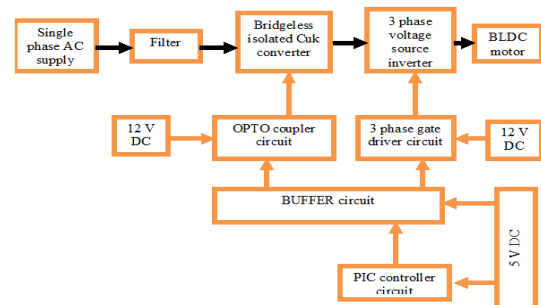 Single
phase AC
supply
Filter
Bridgeless
isolated Cuk
converter
3 phase
voltage
source
inverter
BLDC
motor
12 V
DC
OPTO coupler
circuit
3 phase gate
driver circuit
12 V
DC
BUFFER circuit
5 V DC
PIC controller
circuit